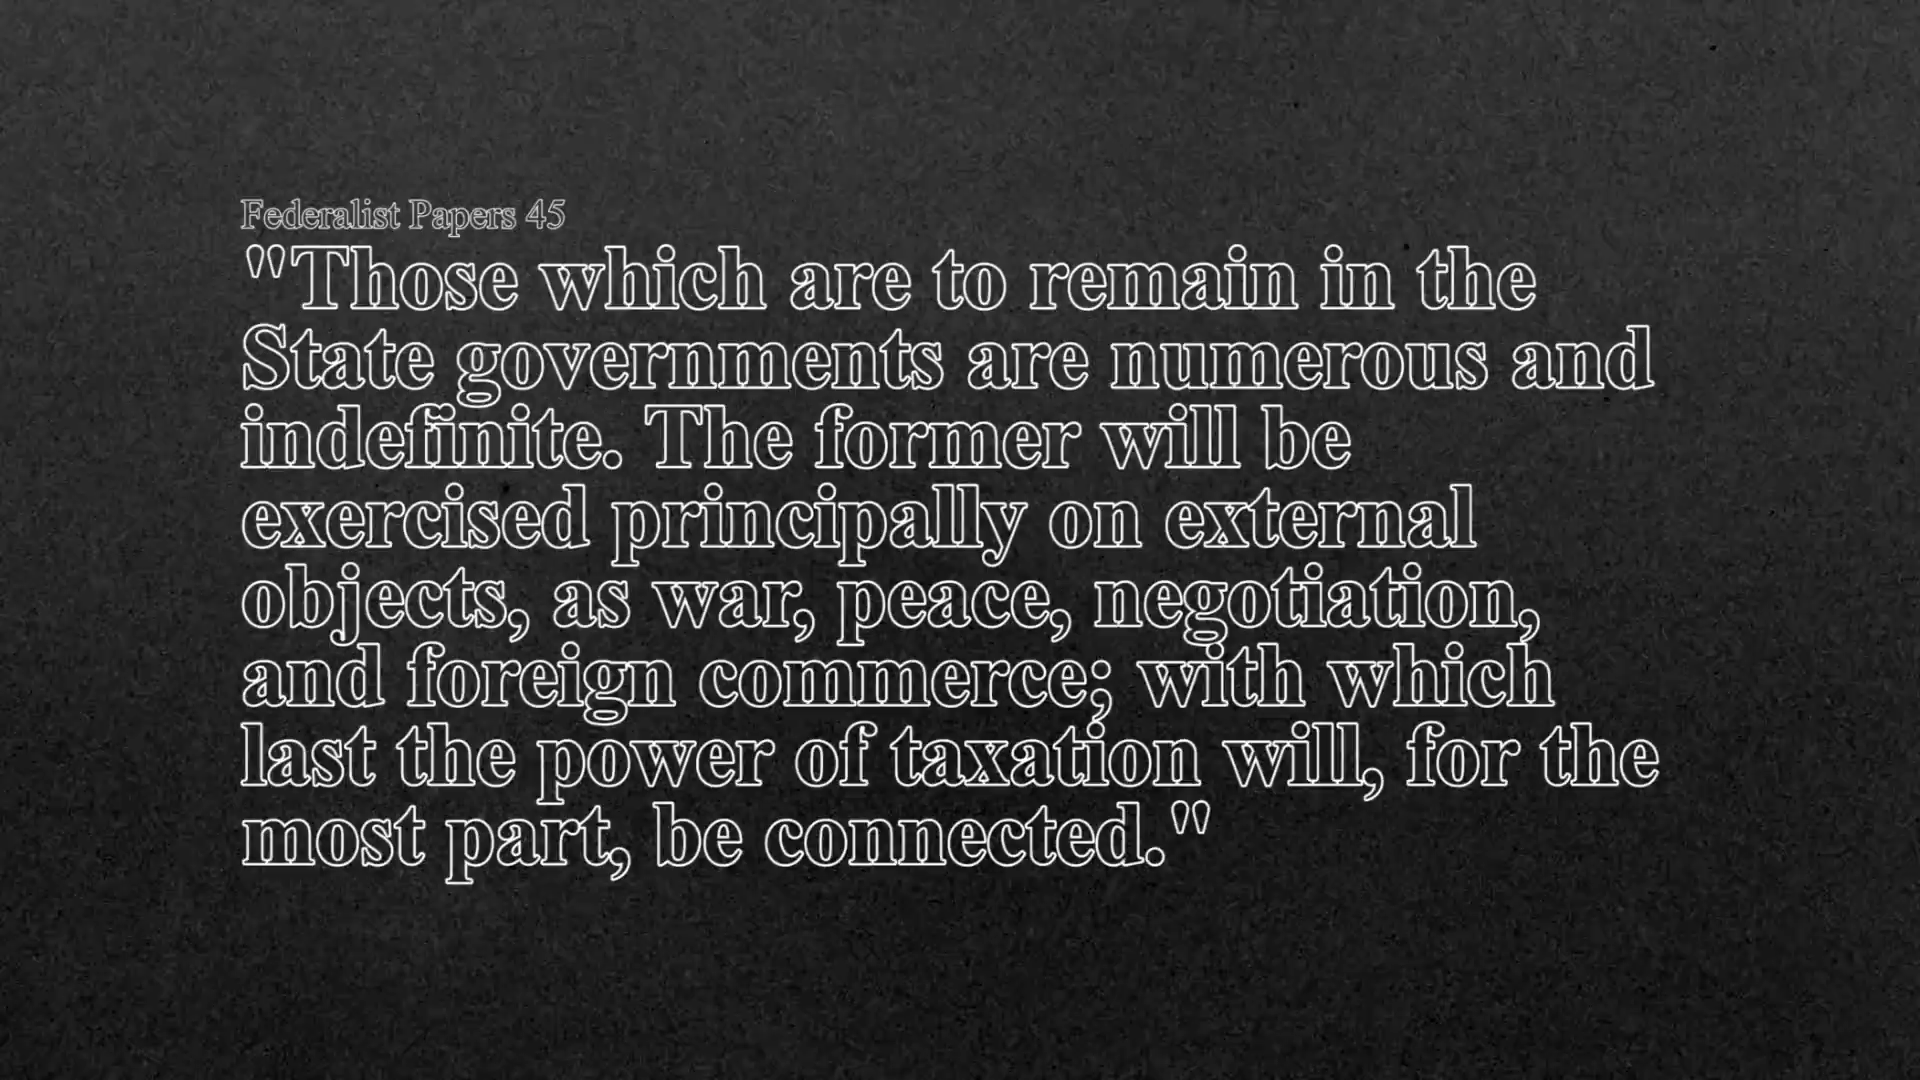 Federalist Papers 45
"Those which are to remain in the
State governments are numerous and
indefinite. The former will be
exercised principally on external
objects, as war, peace, negotiation,
and foreign commerce; with which
last the power of taxation will, for the
most part, be connected."